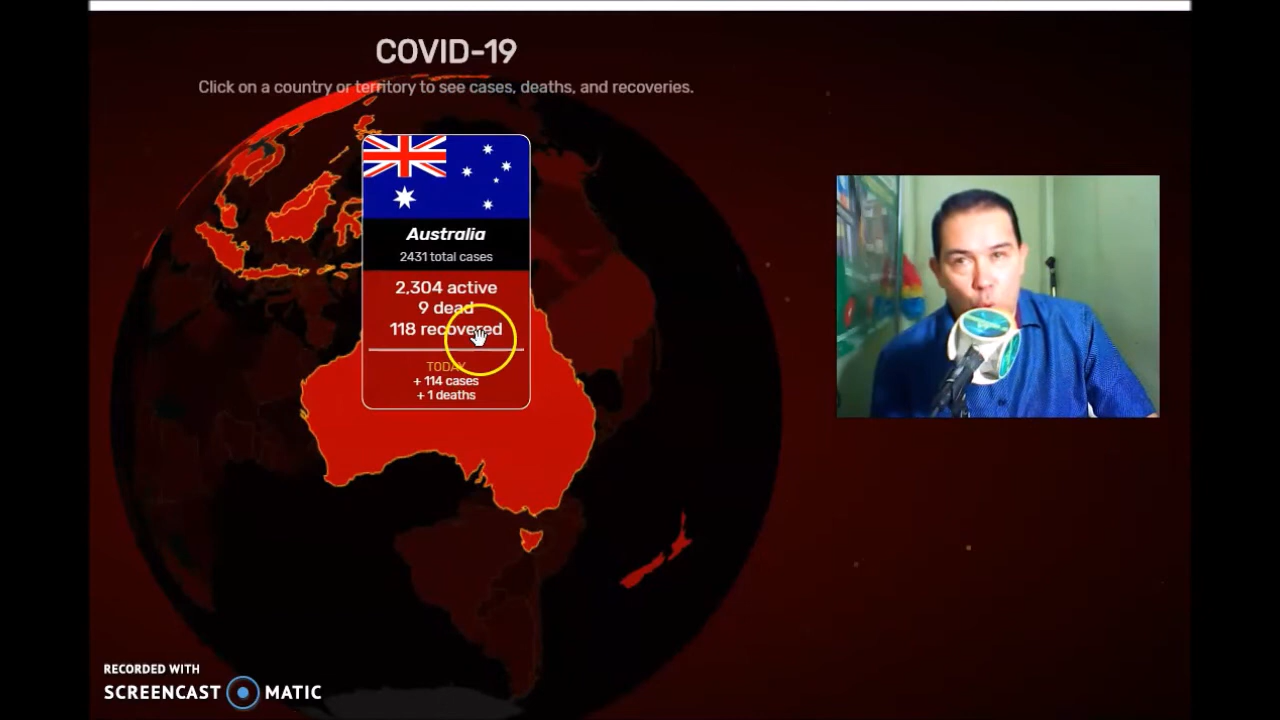 COVID-19
Click on a country or territory to see cases, deaths, and recoveries.
Australia
2431 total cases
2,304 active
9 dead
118 recovered
TODAY
+ 114 cases
+ 1 deaths
RECORDED WITH
SCREENCAST MATIC